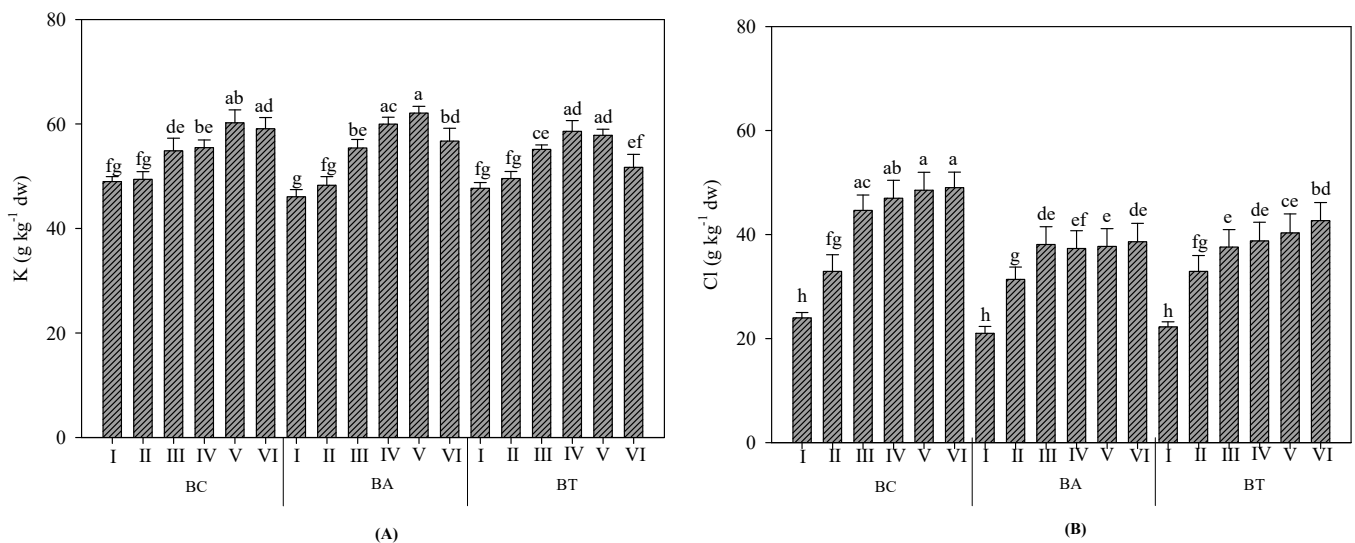 80
60
40
20
0
K (g kg-1 dw)
fg fg de be ab ad g fg be ac a bd fg fg ce ad ad ef
I II III IV V VI I II III IV V VI I II III IV V VI
BC BA BT
(A)
80
60
40
20
0
Cl (g kg-1 dw)
h fg ac ab a a h g de ef e de h fg e de ce bd
I II III IV V VI I II III IV V VI I II III IV V VI
BC BA BT
(B)